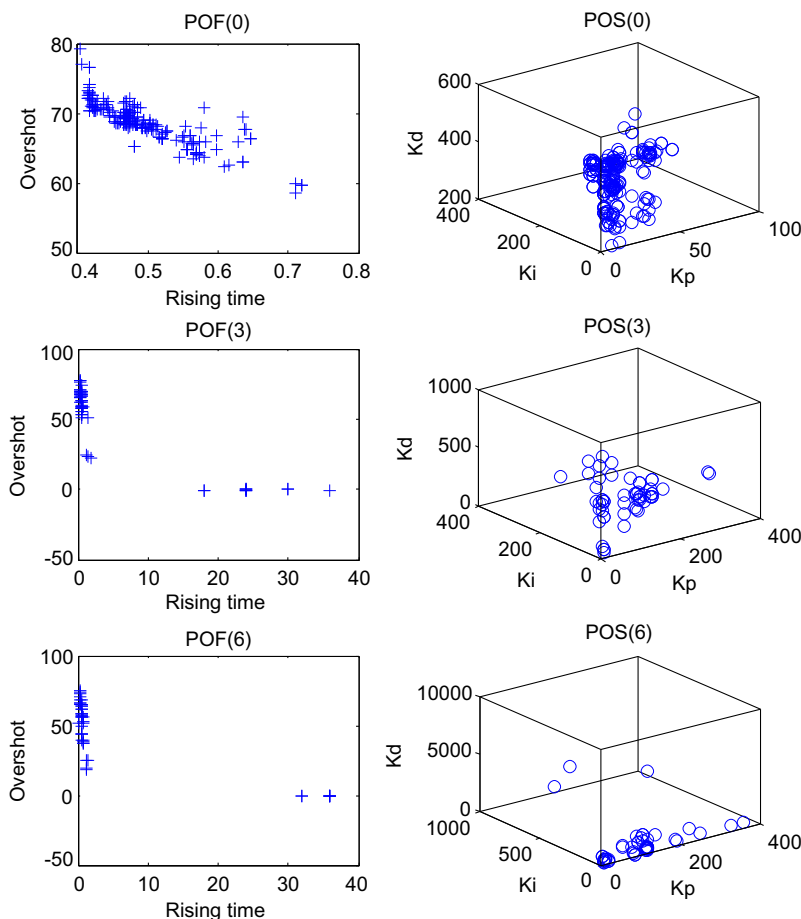 POF(0)
80
70
60
50
Overshot
0.4 0.5 0.6 0.7 0.8
Rising time
POS(0)
600
400
200
Kd
400
200
0
Ki
0
50
100
Kp
POF(3)
100
50
0
-50
Overshot
0 10 20 30 40
Rising time
POS(3)
1000
500
0
Kd
400
200
0
Ki
0
200
400
Kp
POF(6)
100
50
0
-50
Overshot
0 10 20 30 40
Rising time
POS(6)
10000
5000
0
Kd
1000
500
0
Ki
0
200
400
Kp